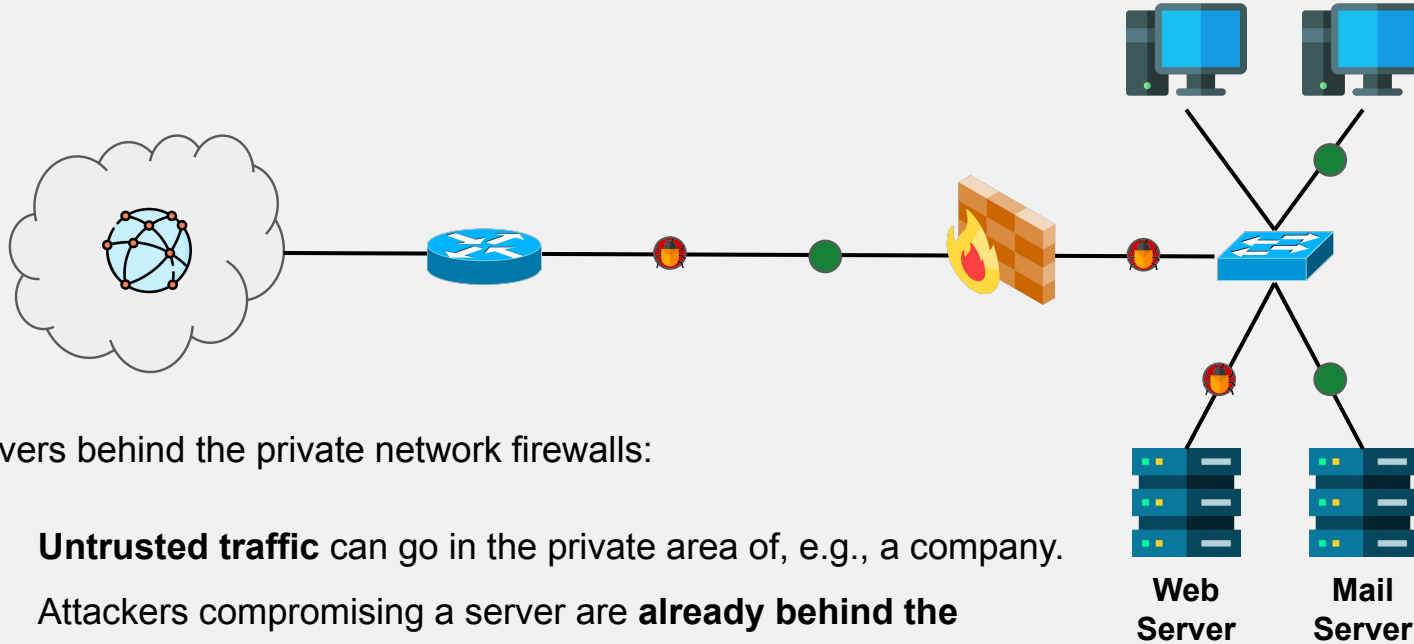 vers behind the private network firewalls:
Untrusted traffic can go in the private area of, e.g., a company.
Attackers compromising a server are already behind the
Web
Server
Mail
Server